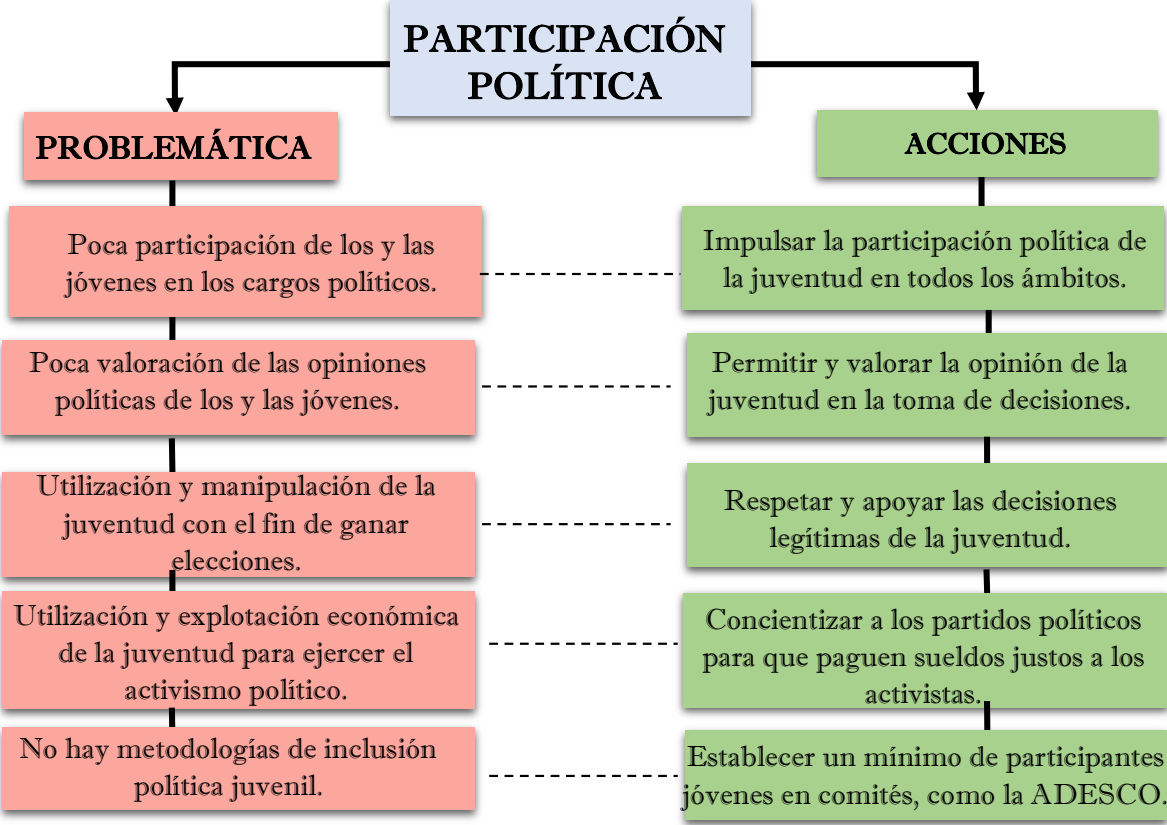 PARTICIPACIÓN
POLÍTICA
PROBLEMÁTICA
Poca participación de los y las
jóvenes en los cargos políticos.
Poca valoración de las opiniones
políticas de los y las jóvenes.
Utilización y manipulación de la
juventud con el fin de ganar
elecciones.
Utilización y explotación económica
de la juventud para ejercer el
activismo político.
No hay metodologías de inclusión
política juvenil.
ACCIONES
Impulsar la participación política de
la juventud en todos los ámbitos.
Permitir y valorar la opinión de la
juventud en la toma de decisiones.
Respetar y apoyar las decisiones
legítimas de la juventud.
Concientizar a los partidos políticos
para que paguen sueldos justos a los
activistas.
Establecer un mínimo de participantes
jóvenes en comités, como la ADESCO.